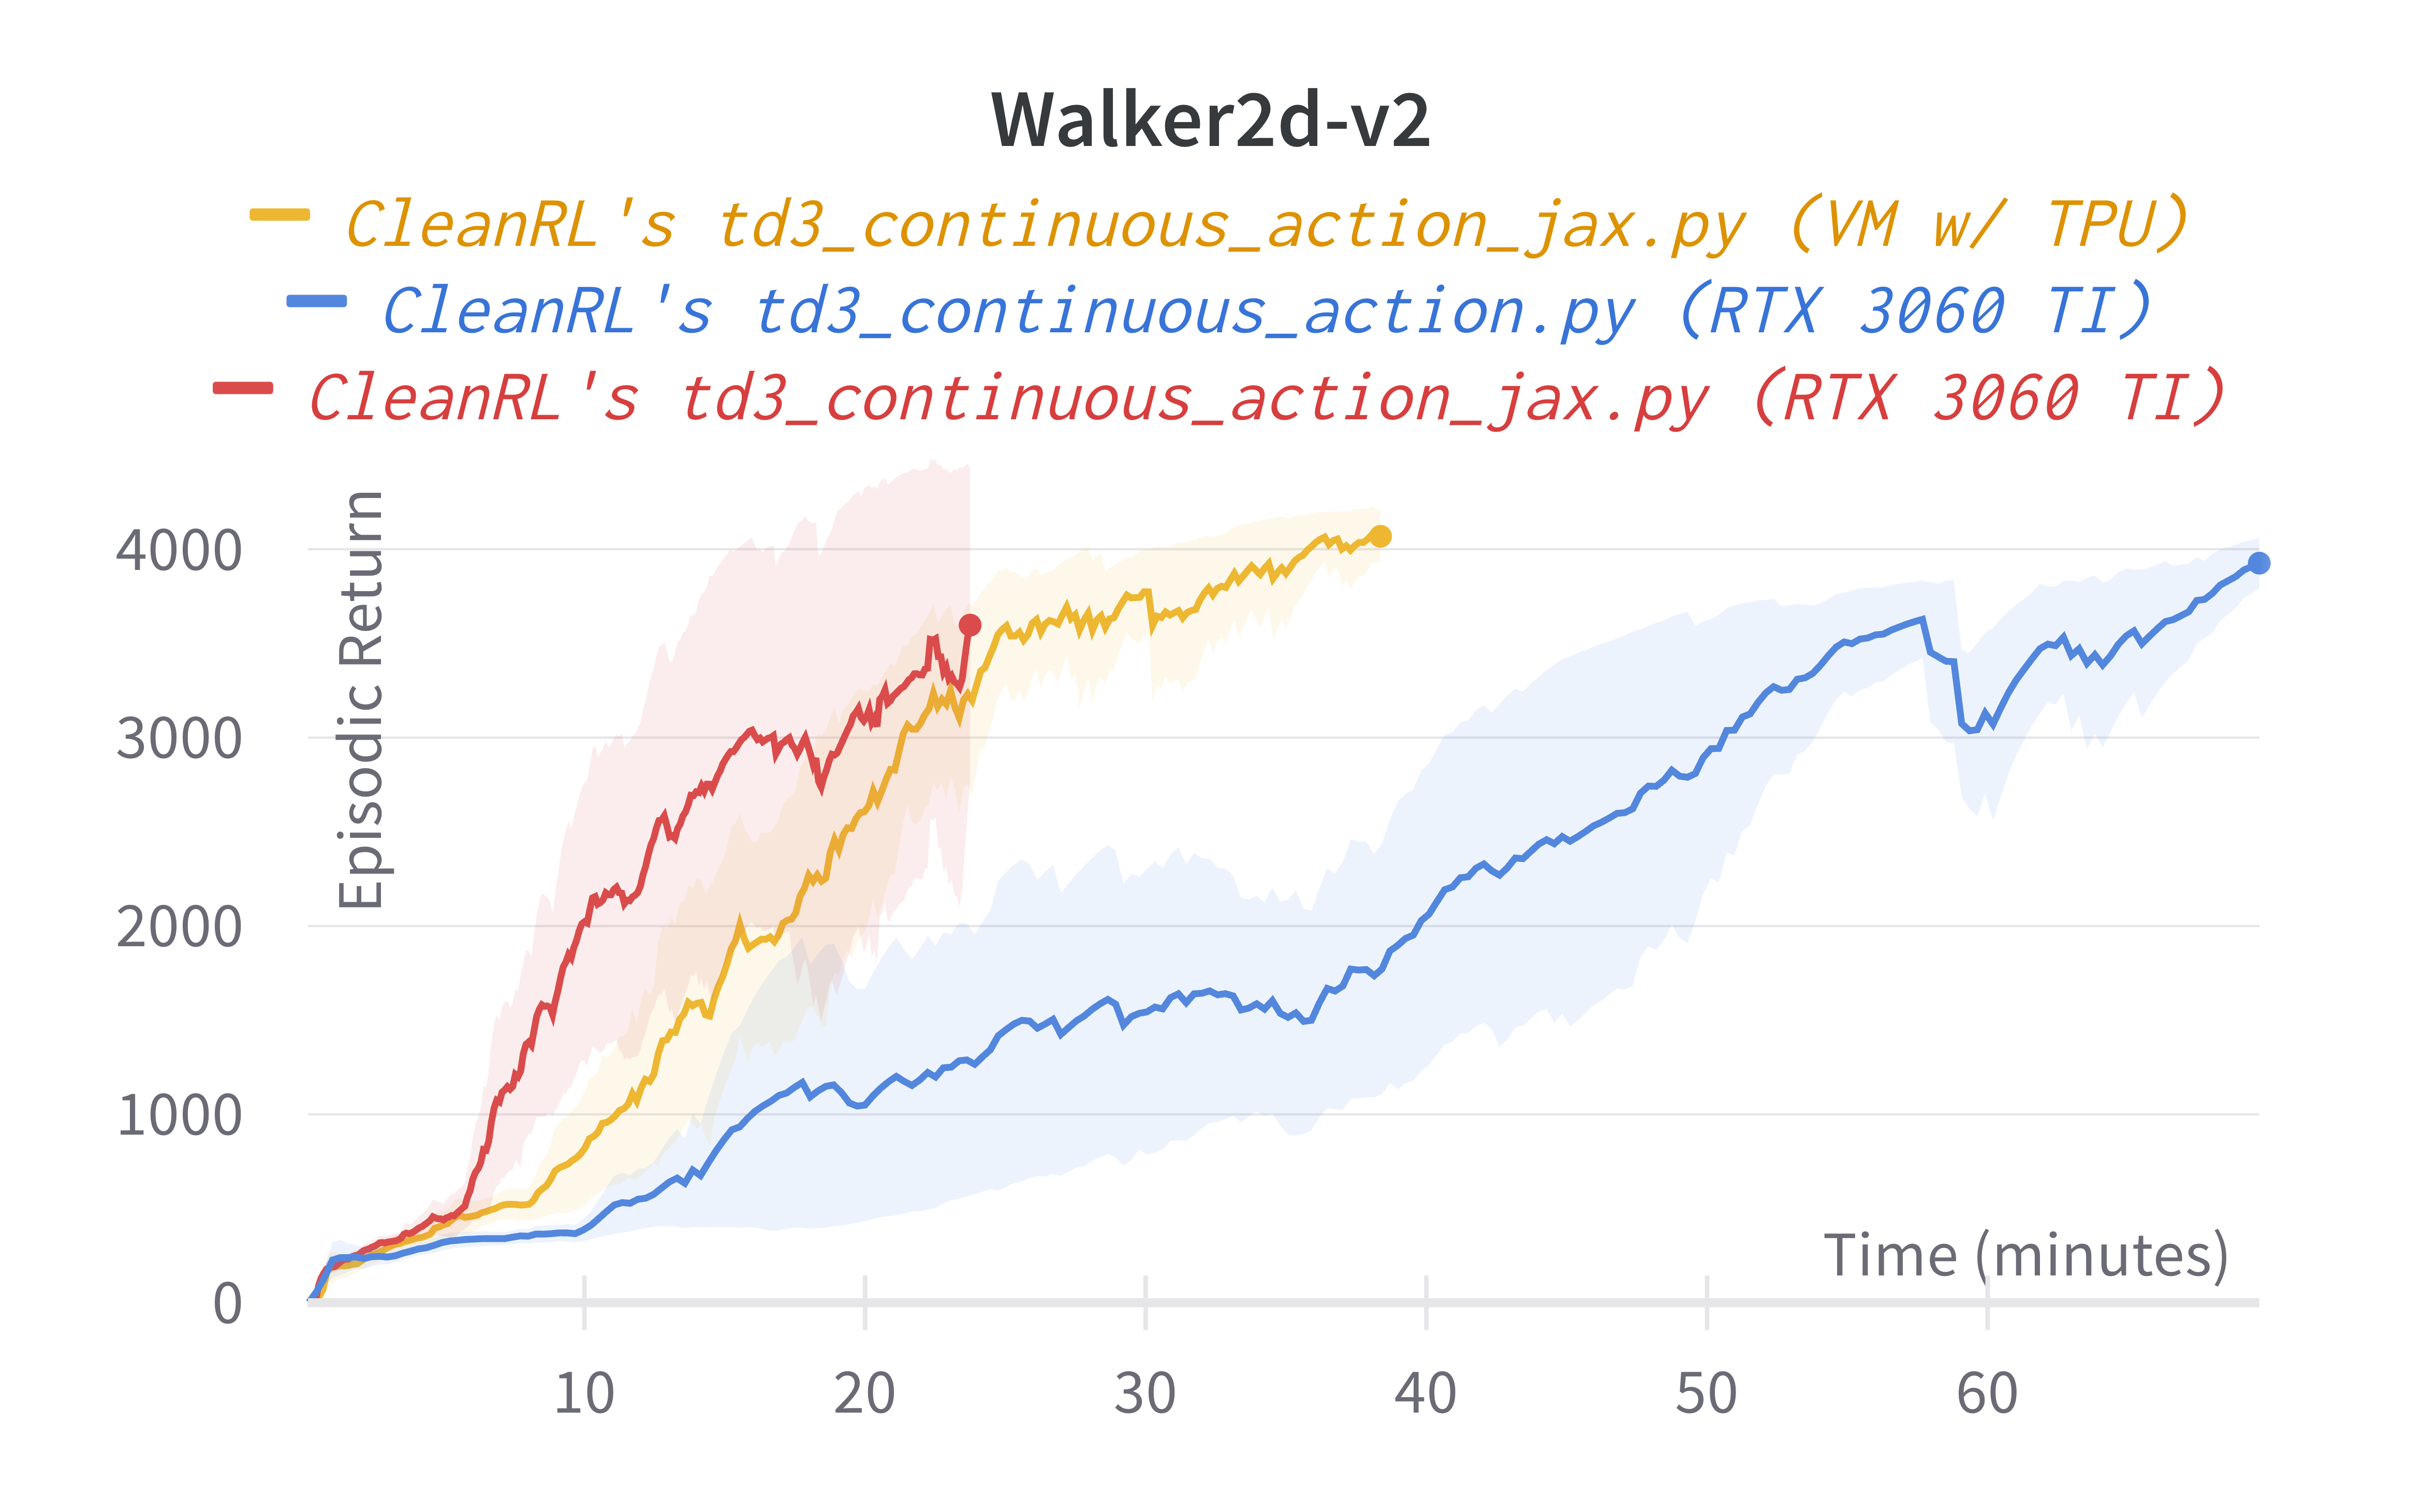 Walker2d-v2
CleanRL's td3_continuous_action_jax.py (VM w/ TPU)
CleanRL's td3_continuous_action.py (RTX 3060 TI)
CleanRL's td3_continuous_action_jax.py (RTX 3060 TI)
Episodic Return
4000
3000
2000
1000
0
Time (minutes)
10 20 30 40 50 60